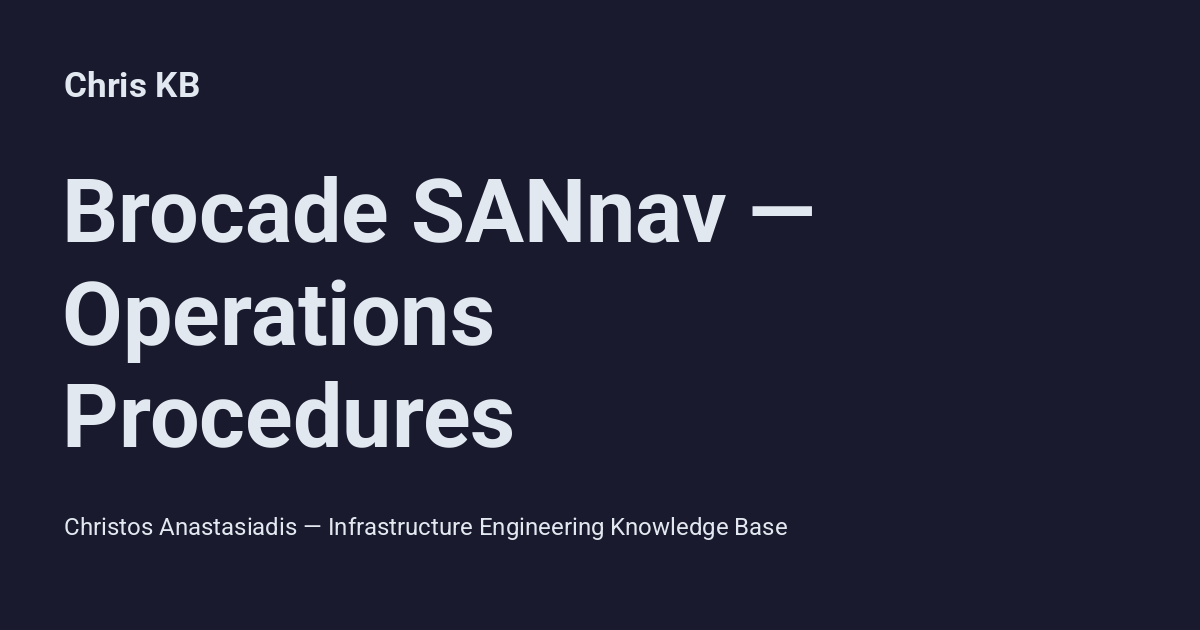 Chris KB
Brocade SANnav —
Operations
Procedures
Christos Anastasiadis — Infrastructure Engineering Knowledge Base